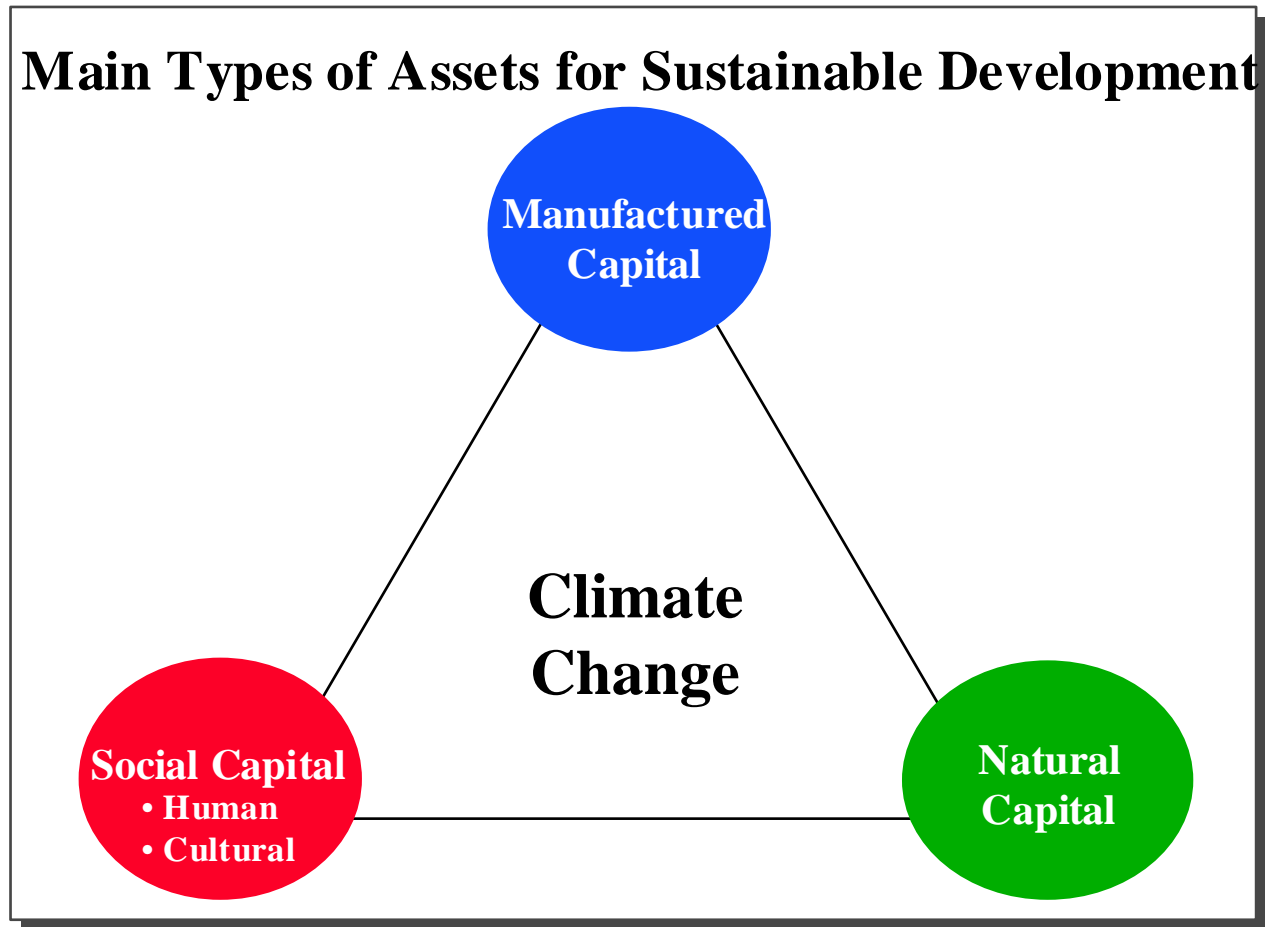 Main Types of Assets for Sustainable Development
Manufactured
Capital
Climate
Change
Social Capital
• Human
• Cultural
Natural
Capital